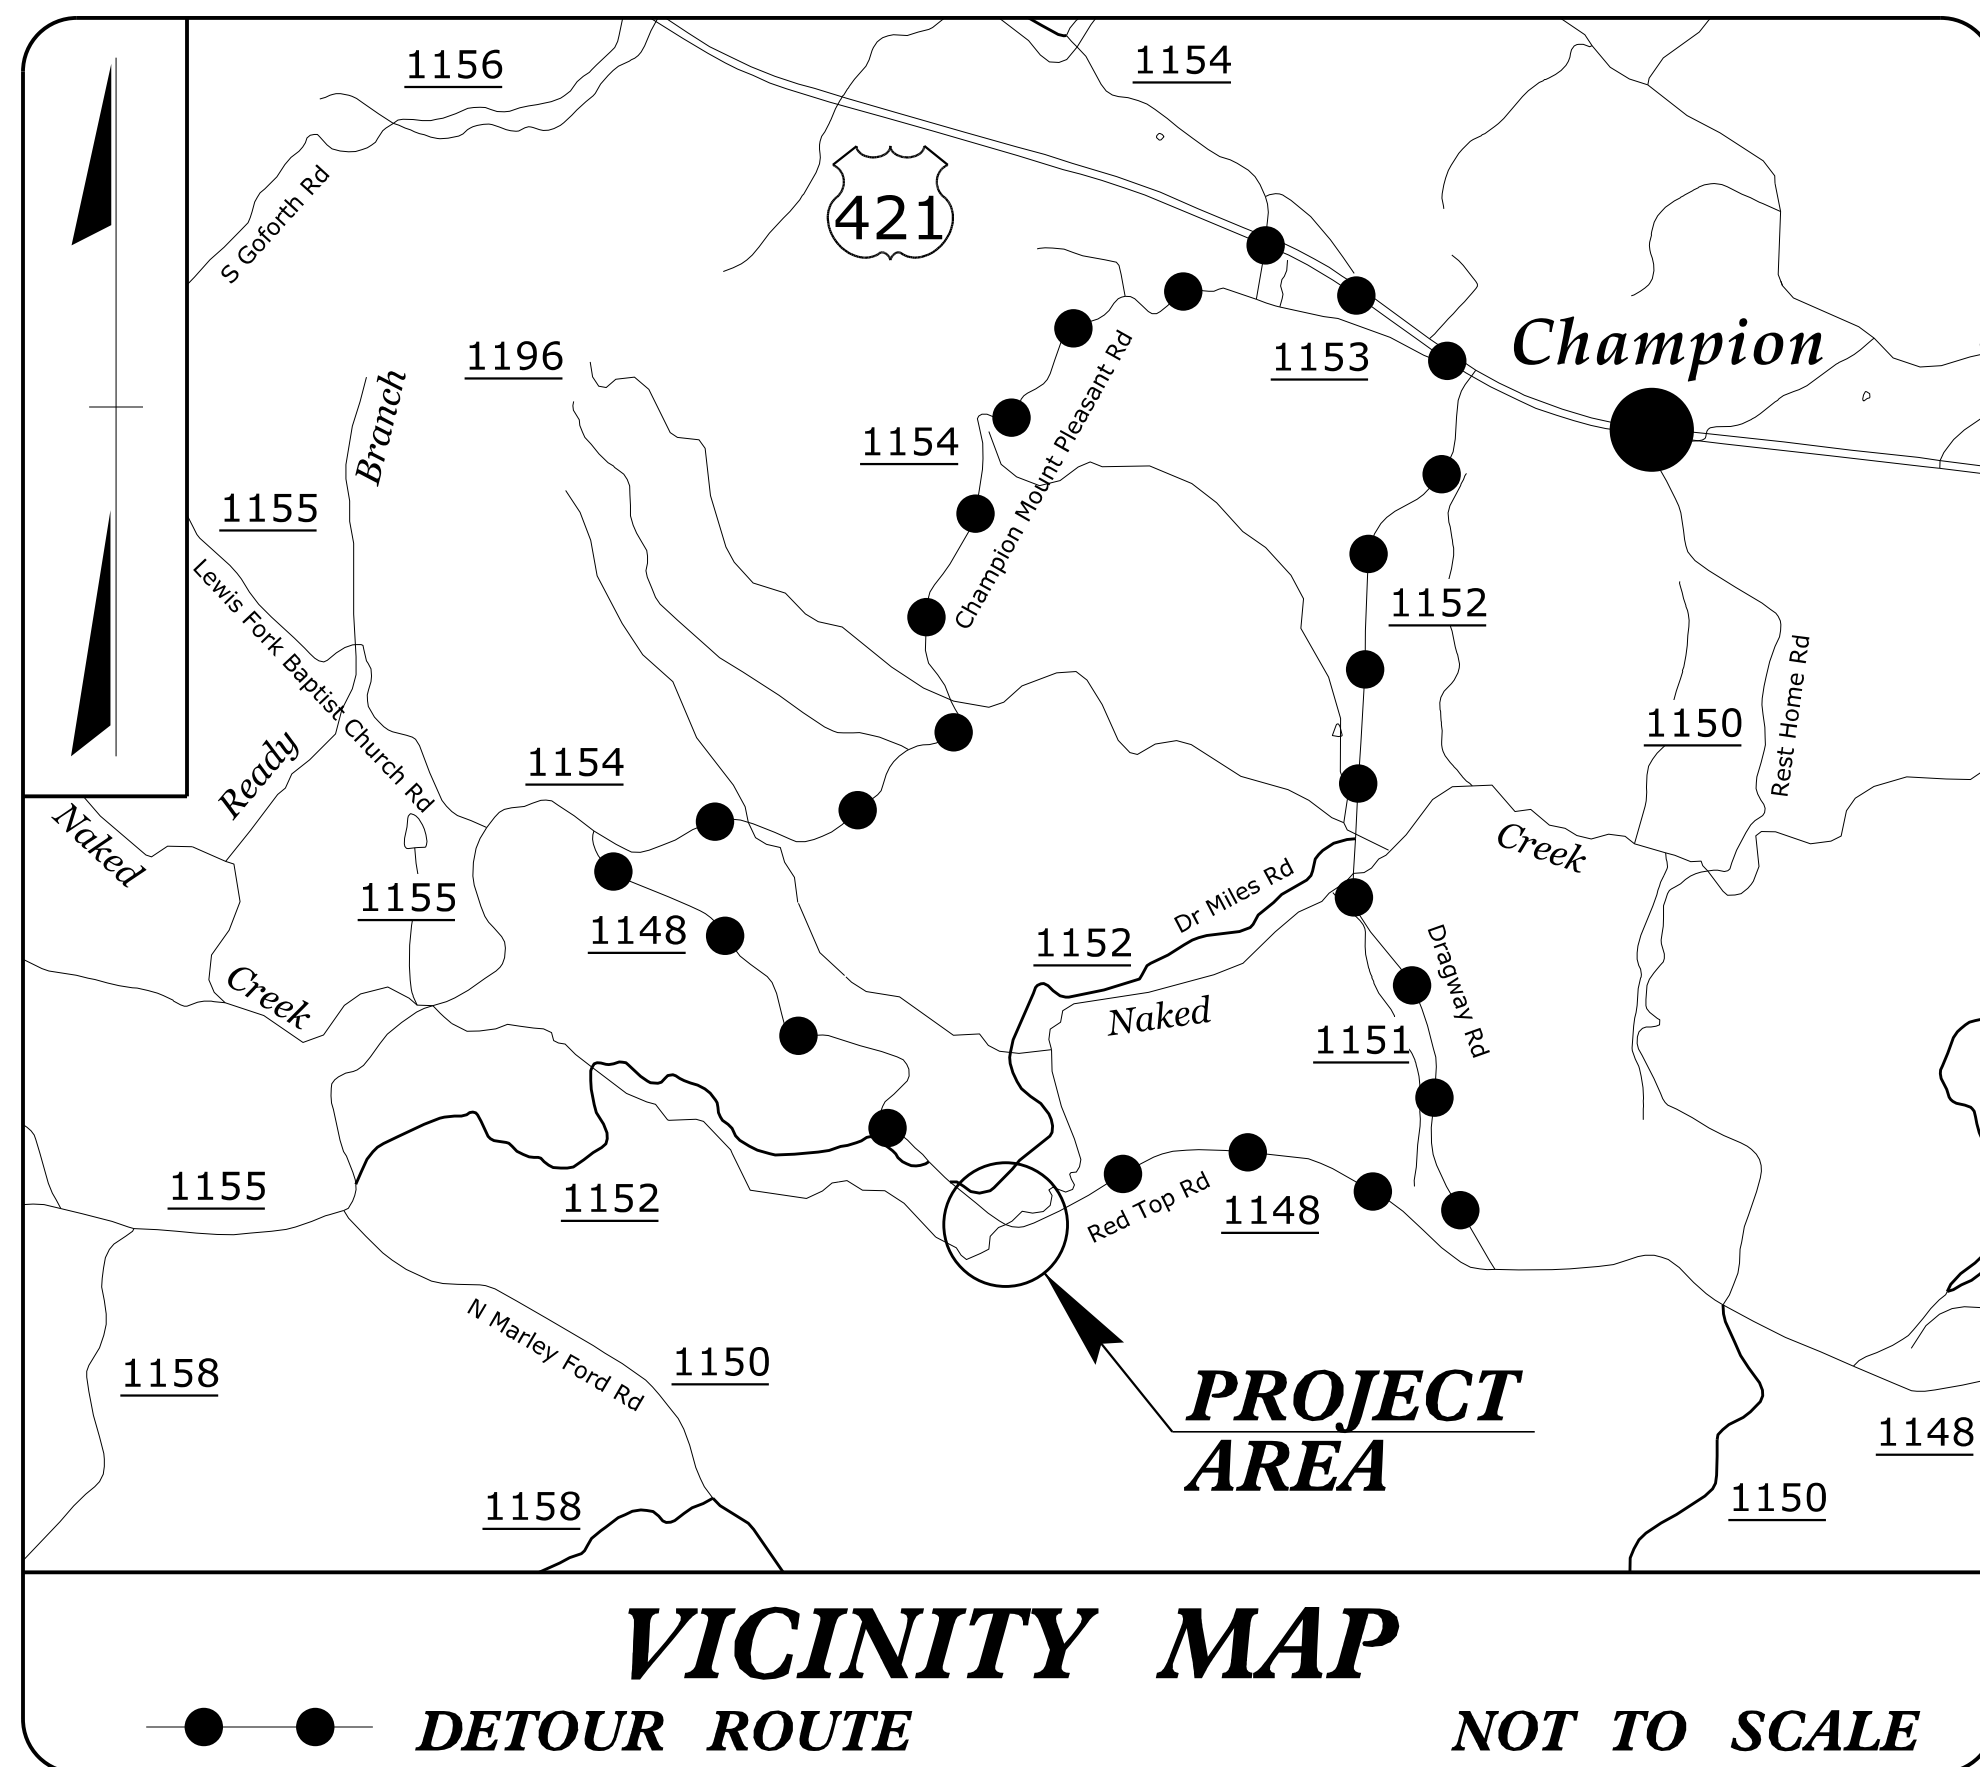 1156
1154
S Goforth Rd
421
Champion
1196
1153
Branch
1154
Champion Mount Pleasant Rd
1155
Lewis Fork Baptist Church Rd
1152
Rest Home Rd
1150
Ready
1154
Naked
Creek
1155
Dr Miles Rd
1148
1152
Dragway Rd
Creek
Naked
1151
1155
1152
Red Top Rd
1148
N Marley Ford Rd
1158
1150
PROJECT
AREA
1148
1158
1150
VICINITY MAP
DETOUR ROUTE
NOT TO SCALE